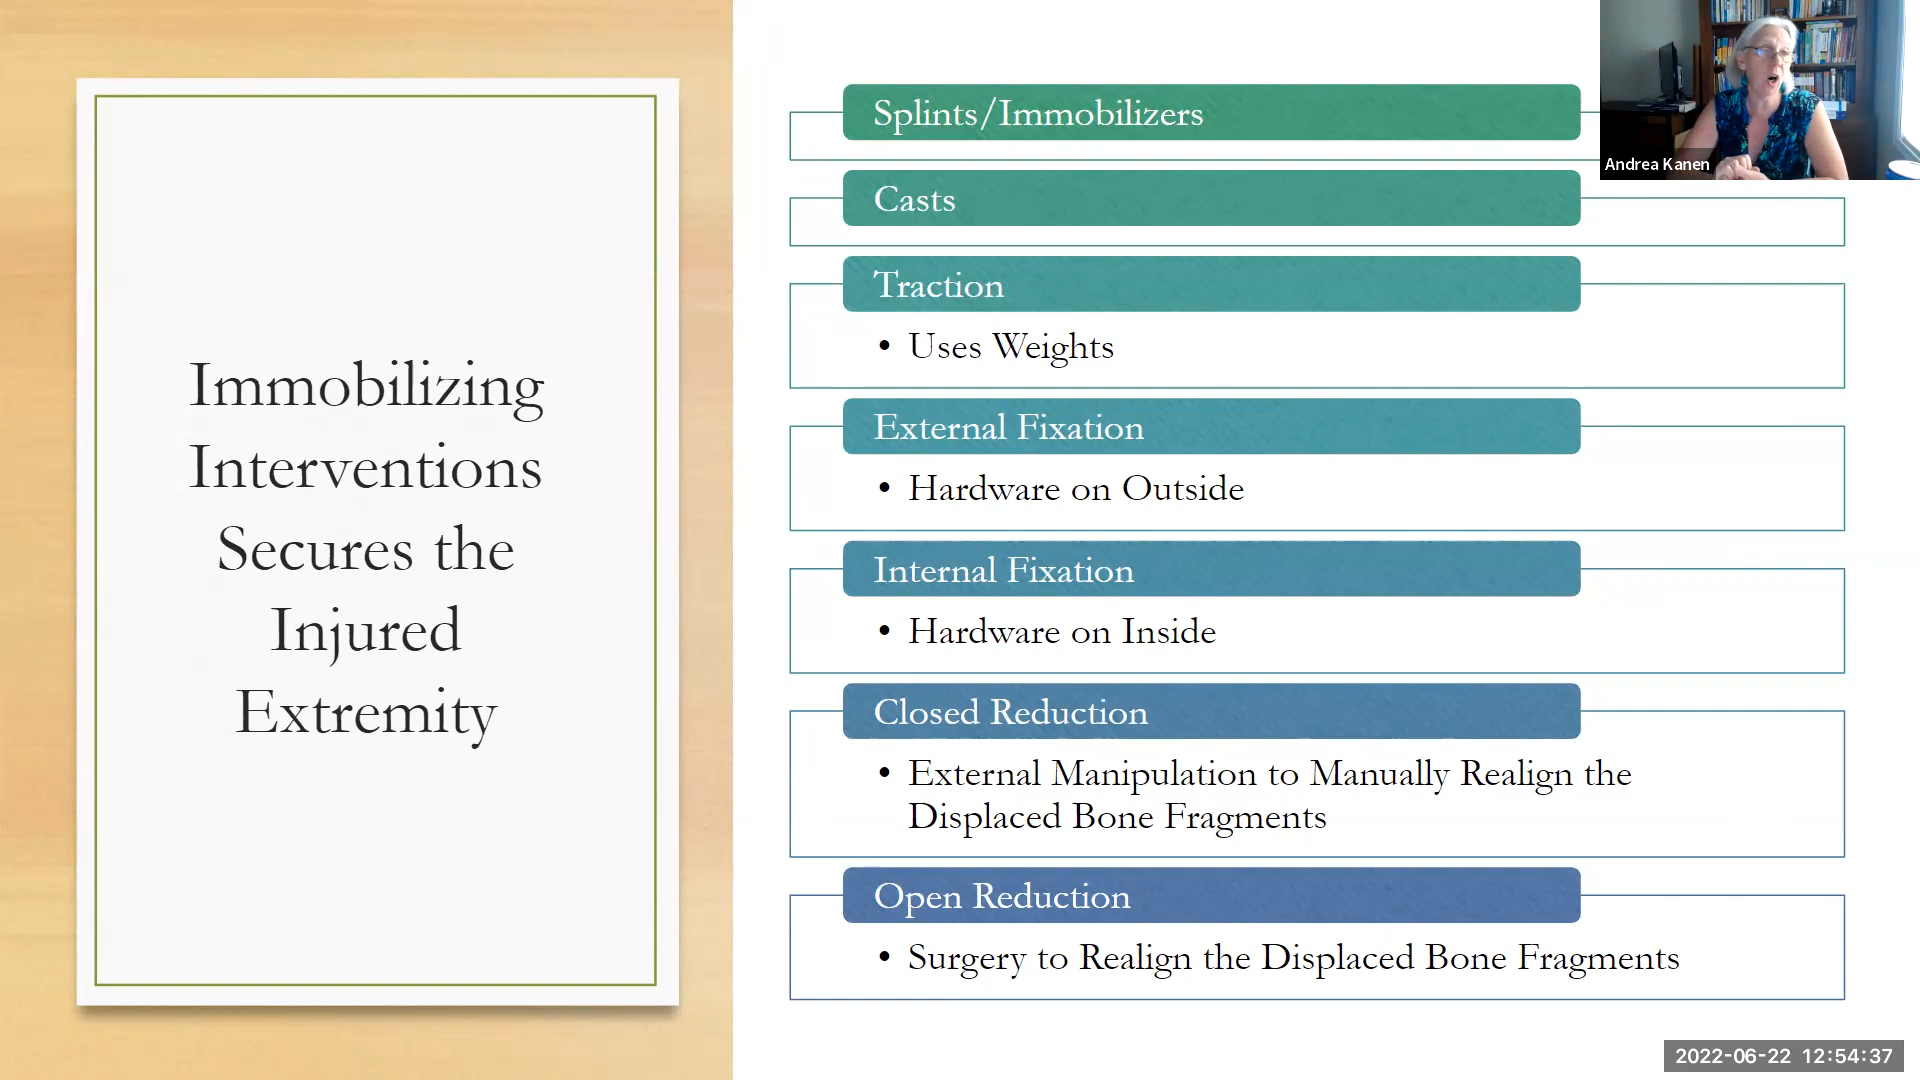 Immobilizing
Interventions
Secures the
Injured
Extremity
Splints/Immobilizers
Casts
Traction
• Uses Weights
External Fixation
• Hardware on Outside
Internal Fixation
• Hardware on Inside
Closed Reduction
• External Manipulation to Manually Realign the
Displaced Bone Fragments
Open Reduction
• Surgery to Realign the Displaced Bone Fragments
Andrea Kanen
2022-06-22 12:54:37